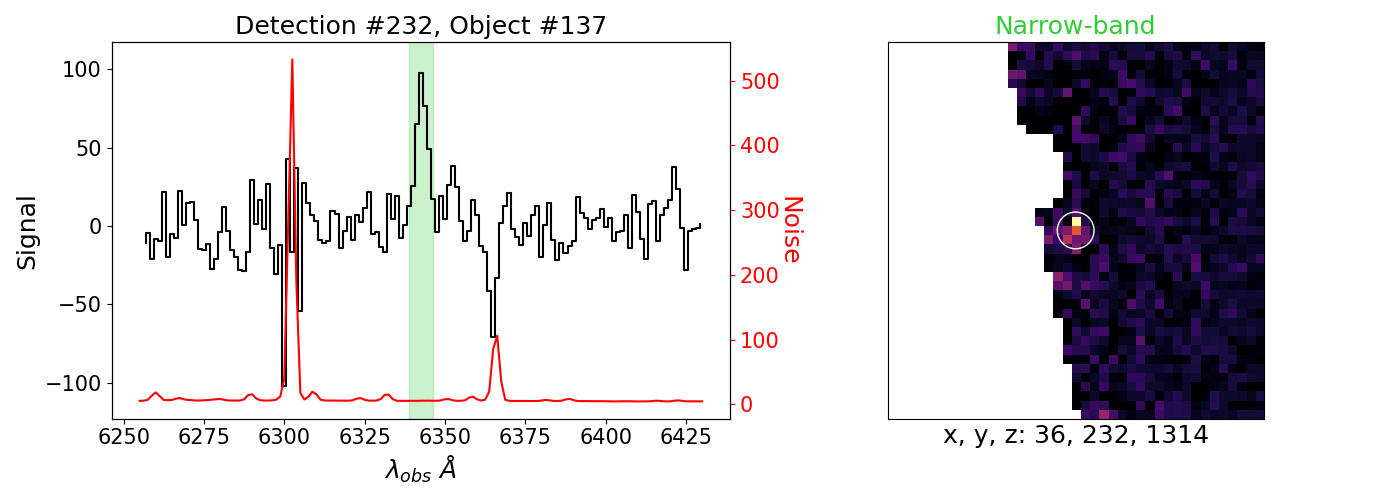 Detection #232, Object #137
Narrow-band
100
50
0
−50
−100
Signal
500
400
300
200
100
0
Noise
6250 6275 6300 6325 6350 6375 6400 6425
λobs Å
x, y, z: 36, 232, 1314